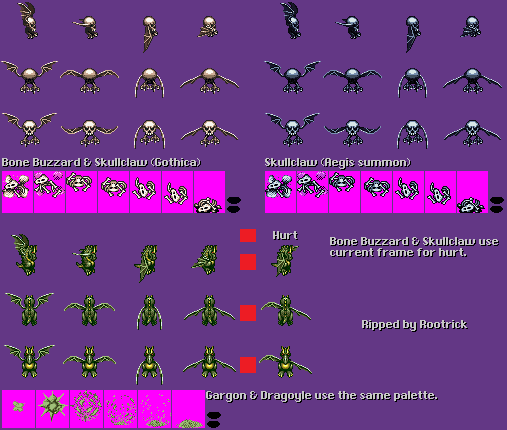 Bone Buzzard & Skullclaw (Gothica)
Skullclaw (Aegis summon)
Hurt
Bone Buzzard & Skullclaw use
current frame for hurt.
Ripped by Rootrick
Gargon & Dragoyle use the same palette.